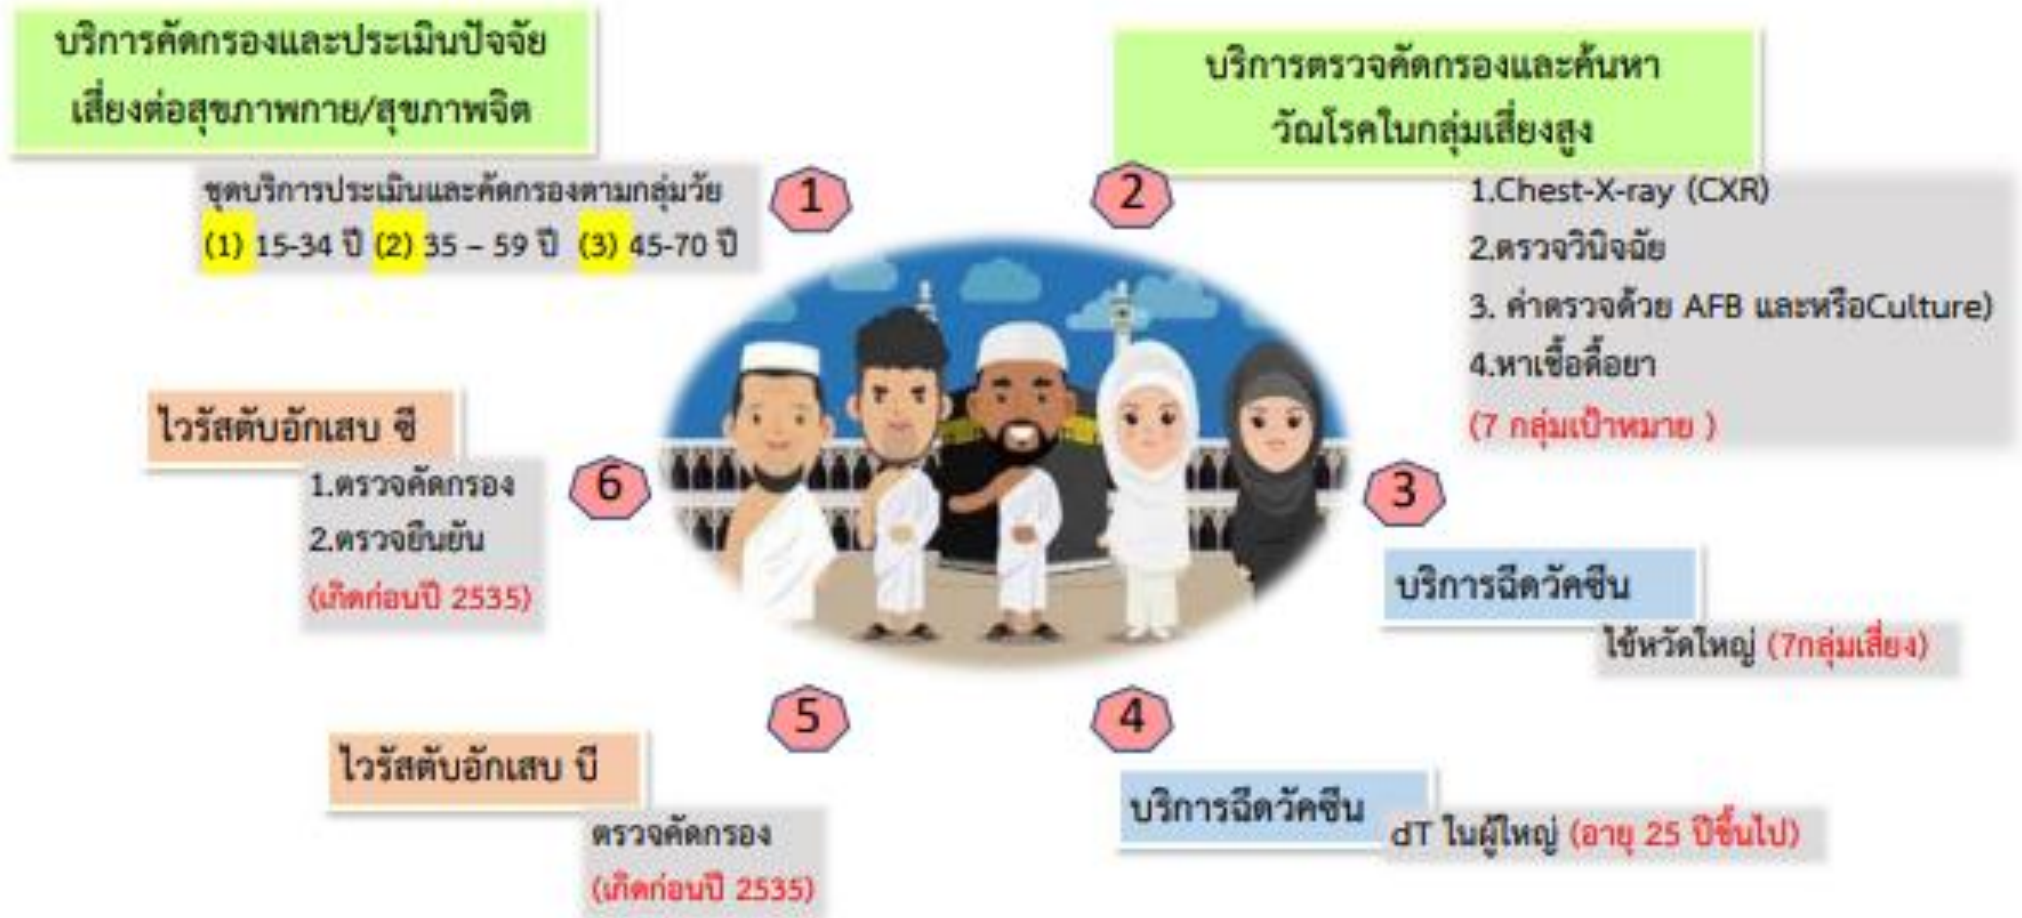 บริการคัดกรองและประเมินปัจจัย
เสี่ยงต่อสุขภาพกาย/สุขภาพจิต
ชุดบริการประเมินและคัดกรองตามกลุ่มวัย
(1) 15-34 ปี (2) 35 – 59 ปี (3) 45-70 ปี
1
บริการตรวจคัดกรองและค้นหา
วัณโรคในกลุ่มเสี่ยงสูง
2
1.Chest-X-ray (CXR)
2.ตรวจวินิจฉัย
3. ค่าตรวจด้วย AFB และหรือCulture)
4.หาเชื้อดื้อยา
(7 กลุ่มเป้าหมาย )
3
บริการฉีดวัคซีน
ไข้หวัดใหญ่ (7กลุ่มเสี่ยง)
4
บริการฉีดวัคซีน
dT ในผู้ใหญ่ (อายุ 25 ปีขึ้นไป)
5
ไวรัสตับอักเสบ บี
ตรวจคัดกรอง
(เกิดก่อนปี 2535)
6
ไวรัสตับอักเสบ ซี
1.ตรวจคัดกรอง
2.ตรวจยืนยัน
(เกิดก่อนปี 2535)